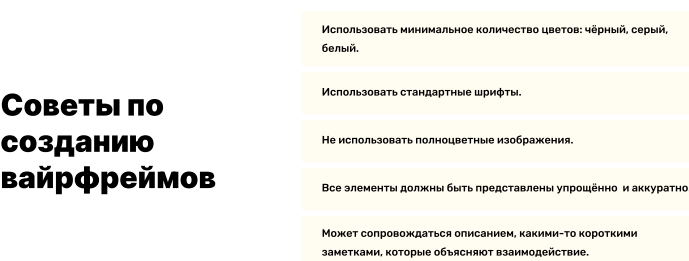 Советы по
созданию
вайрфреймов
Использовать минимальное количество цветов: чёрный, серый,
белый.
Использовать стандартные шрифты.
Не использовать полноцветные изображения.
Все элементы должны быть представлены упрощённо и аккуратно
Может сопровождаться описанием, какими-то короткими
заметками, которые объясняют взаимодействие.